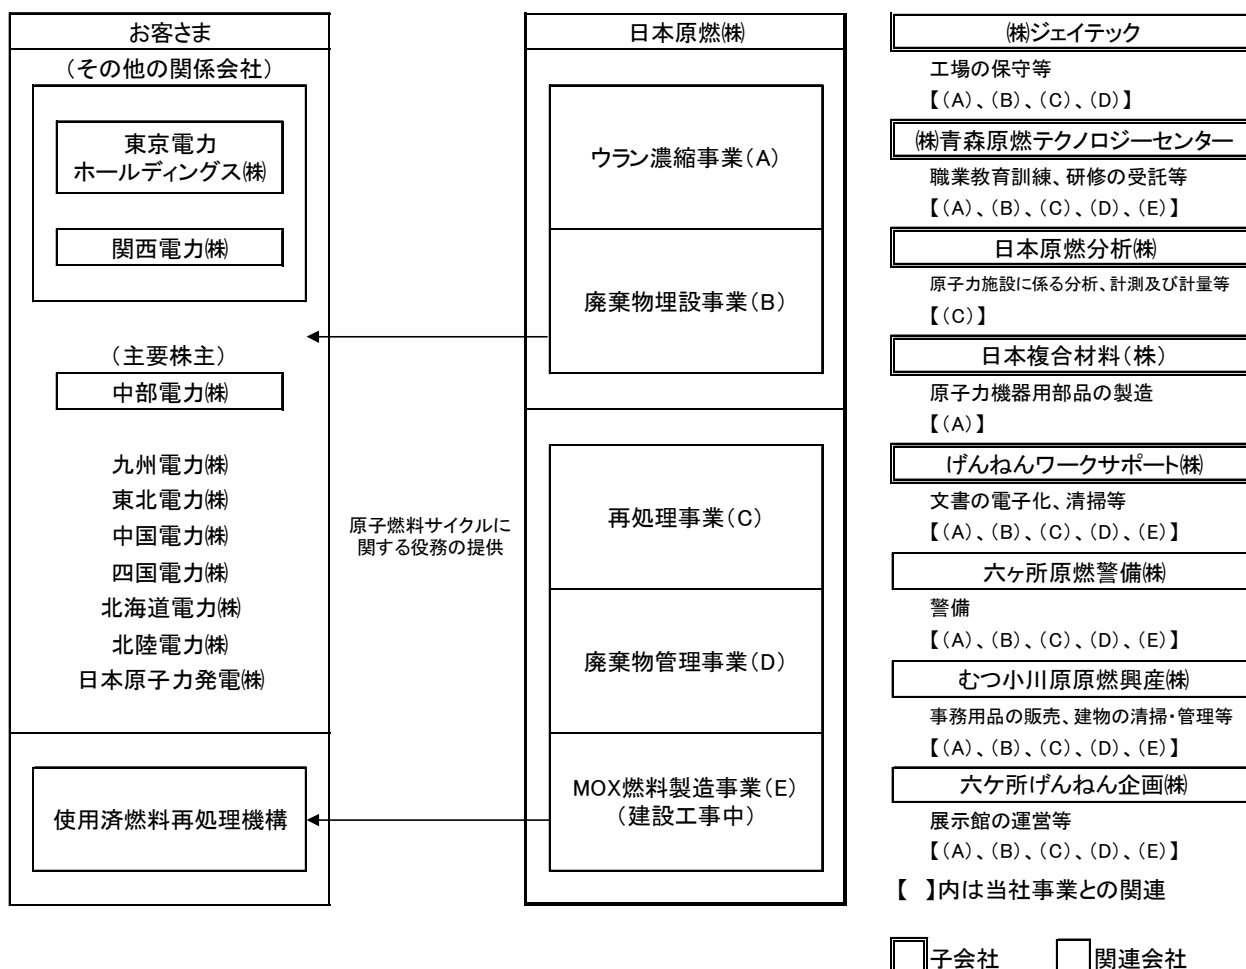 お客さま
(その他の関係会社)
東京電力
ホールディングス㈱
関西電力㈱
(主要株主)
中部電力㈱
九州電力㈱
東北電力㈱
中国電力㈱
四国電力㈱
北海道電力㈱
北陸電力㈱
日本原子力発電㈱
使用済燃料再処理機構
原子燃料サイクルに
関する役務の提供
日本原燃㈱
ウラン濃縮事業(A)
廃棄物埋設事業(B)
再処理事業(C)
廃棄物管理事業(D)
MOX燃料製造事業(E)
(建設工事中)
㈱ジェイテック
工場の保守等
【(A)、(B)、(C)、(D)】
㈱青森原燃テクノロジーセンター
職業教育訓練、研修の受託等
【(A)、(B)、(C)、(D)、(E)】
日本原燃分析㈱
原子力施設に係る分析、計測及び計量等
【(C)】
日本複合材料(株)
原子力機器用部品の製造
【(A)】
げんねんワークサポート㈱
文書の電子化、清掃等
【(A)、(B)、(C)、(D)、(E)】
六ヶ所原燃警備㈱
警備
【(A)、(B)、(C)、(D)、(E)】
むつ小川原原燃興産㈱
事務用品の販売、建物の清掃・管理等
【(A)、(B)、(C)、(D)、(E)】
六ケ所げんねん企画㈱
展示館の運営等
【(A)、(B)、(C)、(D)、(E)】
【 】内は当社事業との関連
子会社
関連会社